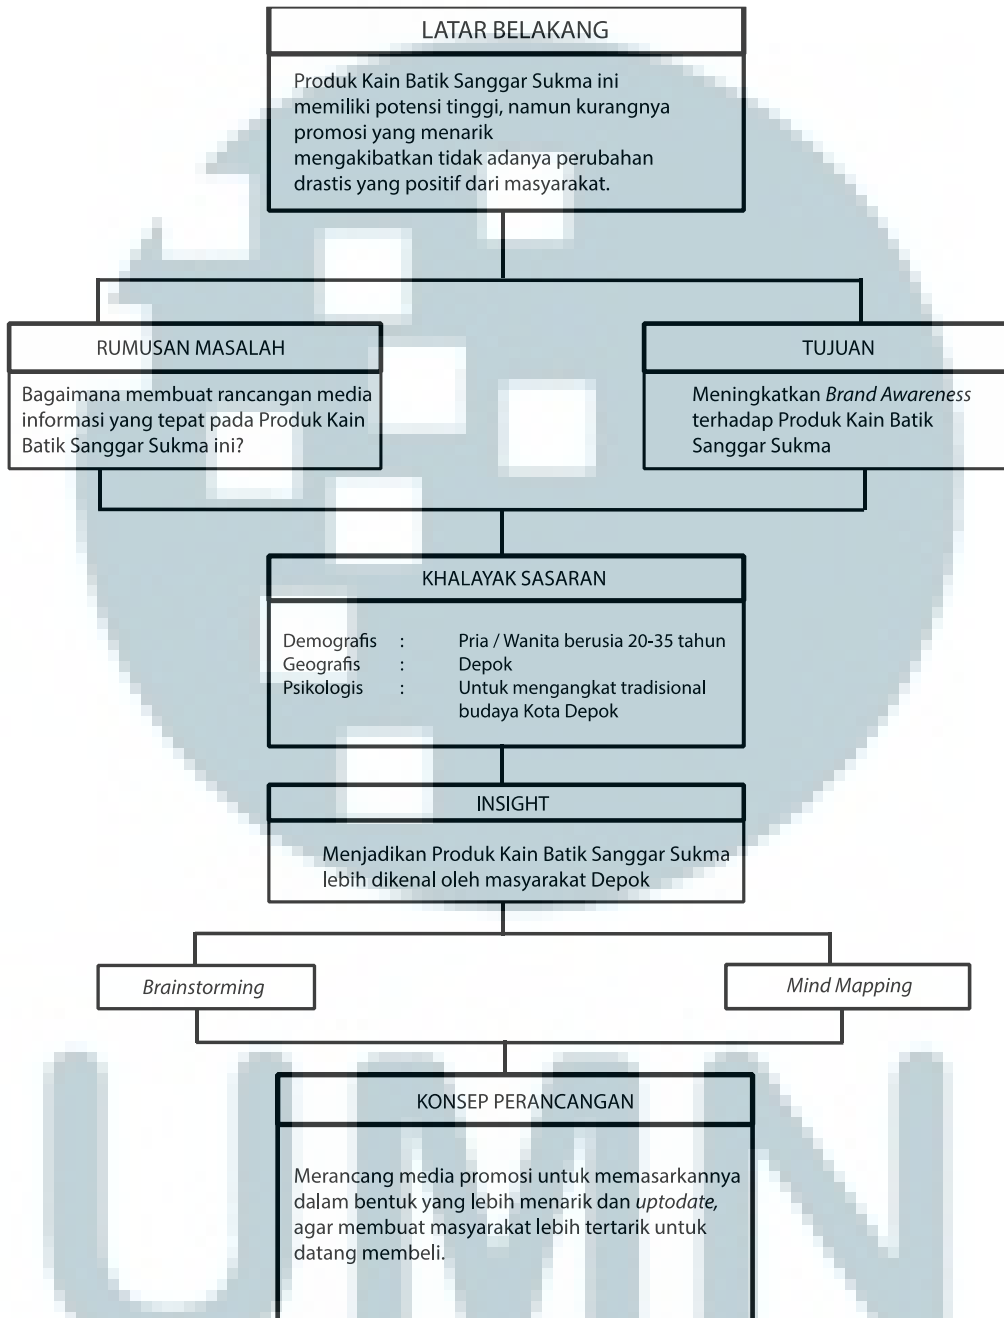 LATAR BELAKANG
Produk Kain Batik Sanggar Sukma ini
memiliki potensi tinggi, namun kurangnya
promosi yang menarik
mengakibatkan tidak adanya perubahan
drastis yang positif dari masyarakat.
RUMUSAN MASALAH
Bagaimana membuat rancangan media
informasi yang tepat pada Produk Kain
Batik Sanggar Sukma ini?
TUJUAN
Meningkatkan Brand Awareness
terhadap Produk Kain Batik
Sanggar Sukma
KHALAYAK SASARAN
Demografis : Pria / Wanita berusia 20-35 tahun
Geografis : Depok
Psikologis : Untuk mengangkat tradisional
budaya Kota Depok
INSIGHT
Menjadikan Produk Kain Batik Sanggar Sukma
lebih dikenal oleh masyarakat Depok
Brainstorming
Mind Mapping
KONSEP PERANCANGAN
Merancang media promosi untuk memasarkannya
dalam bentuk yang lebih menarik dan uptodate,
agar membuat masyarakat lebih tertarik untuk
datang membeli.
UMN